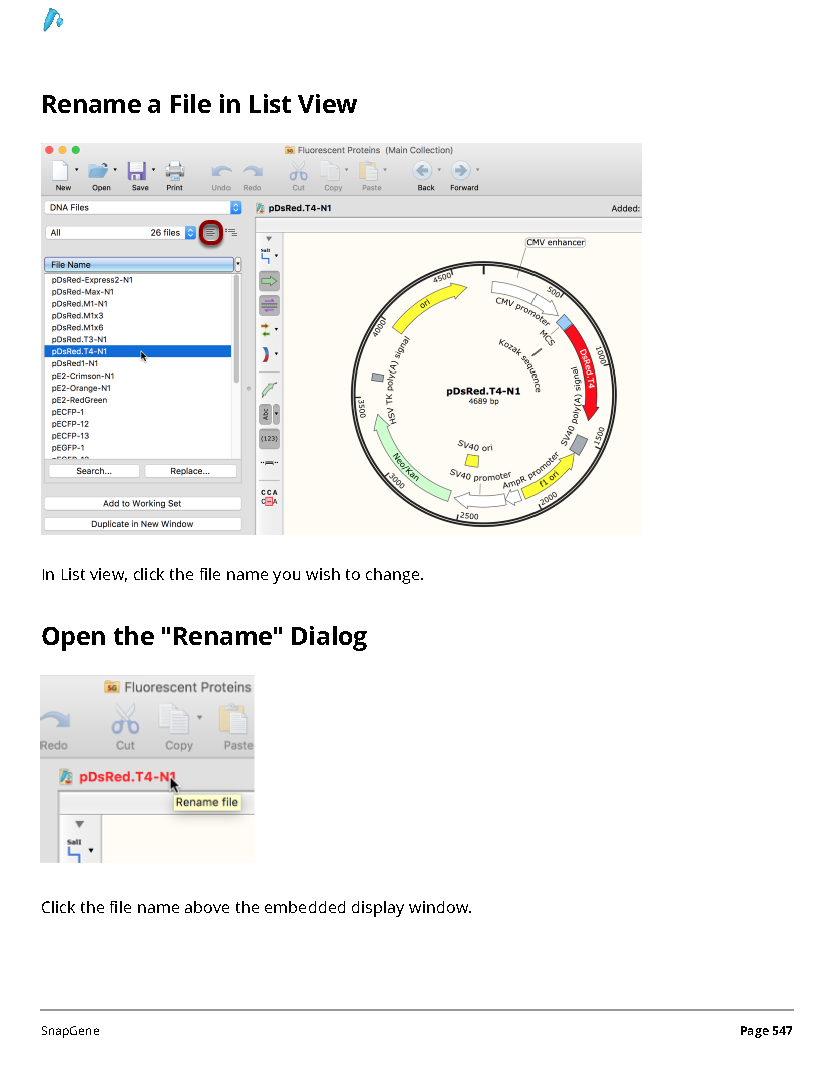 Rename a File in List View
Fluorescent Proteins (Main Collection)
New Open Save Print Undo Redo Cut Copy Paste Back Forward
DNA Files
pDsRed.T4-N1
Added:
All 26 files
File Name
pDsRed-Express2-N1
pDsRed-Max-N1
pDsRed.M1-N1
pDsRed.M1x3
pDsRed.M1x6
pDsRed.T3-N1
pDsRed.T4-N1
pDsRed1-N1
pE2-Crimson-N1
pE2-Orange-N1
pE2-RedGreen
pECFP-1
pECFP-12
pECFP-13
pEGFP-1
Search... Replace...
Add to Working Set
Duplicate in New Window
SalI
Abc
(123)
C C A
CMV enhancer
4500
500
ori
CMV promoter
MCS
4000
1000
Kozak sequence
DsRed.T4
HSV TK poly(A) signal
pDsRed.T4-N1
4689 bp
SV40 poly(A) signal
3500
1500
SV40 ori
Neo/Kan
SV40 promoter
AmpR promoter
f1 ori
3000
2000
2500
In List view, click the file name you wish to change.
Open the "Rename" Dialog
SG Fluorescent Proteins
Redo Cut Copy Paste
pDsRed.T4-N1
Rename file
SalI
Click the file name above the embedded display window.
SnapGene
Page 547